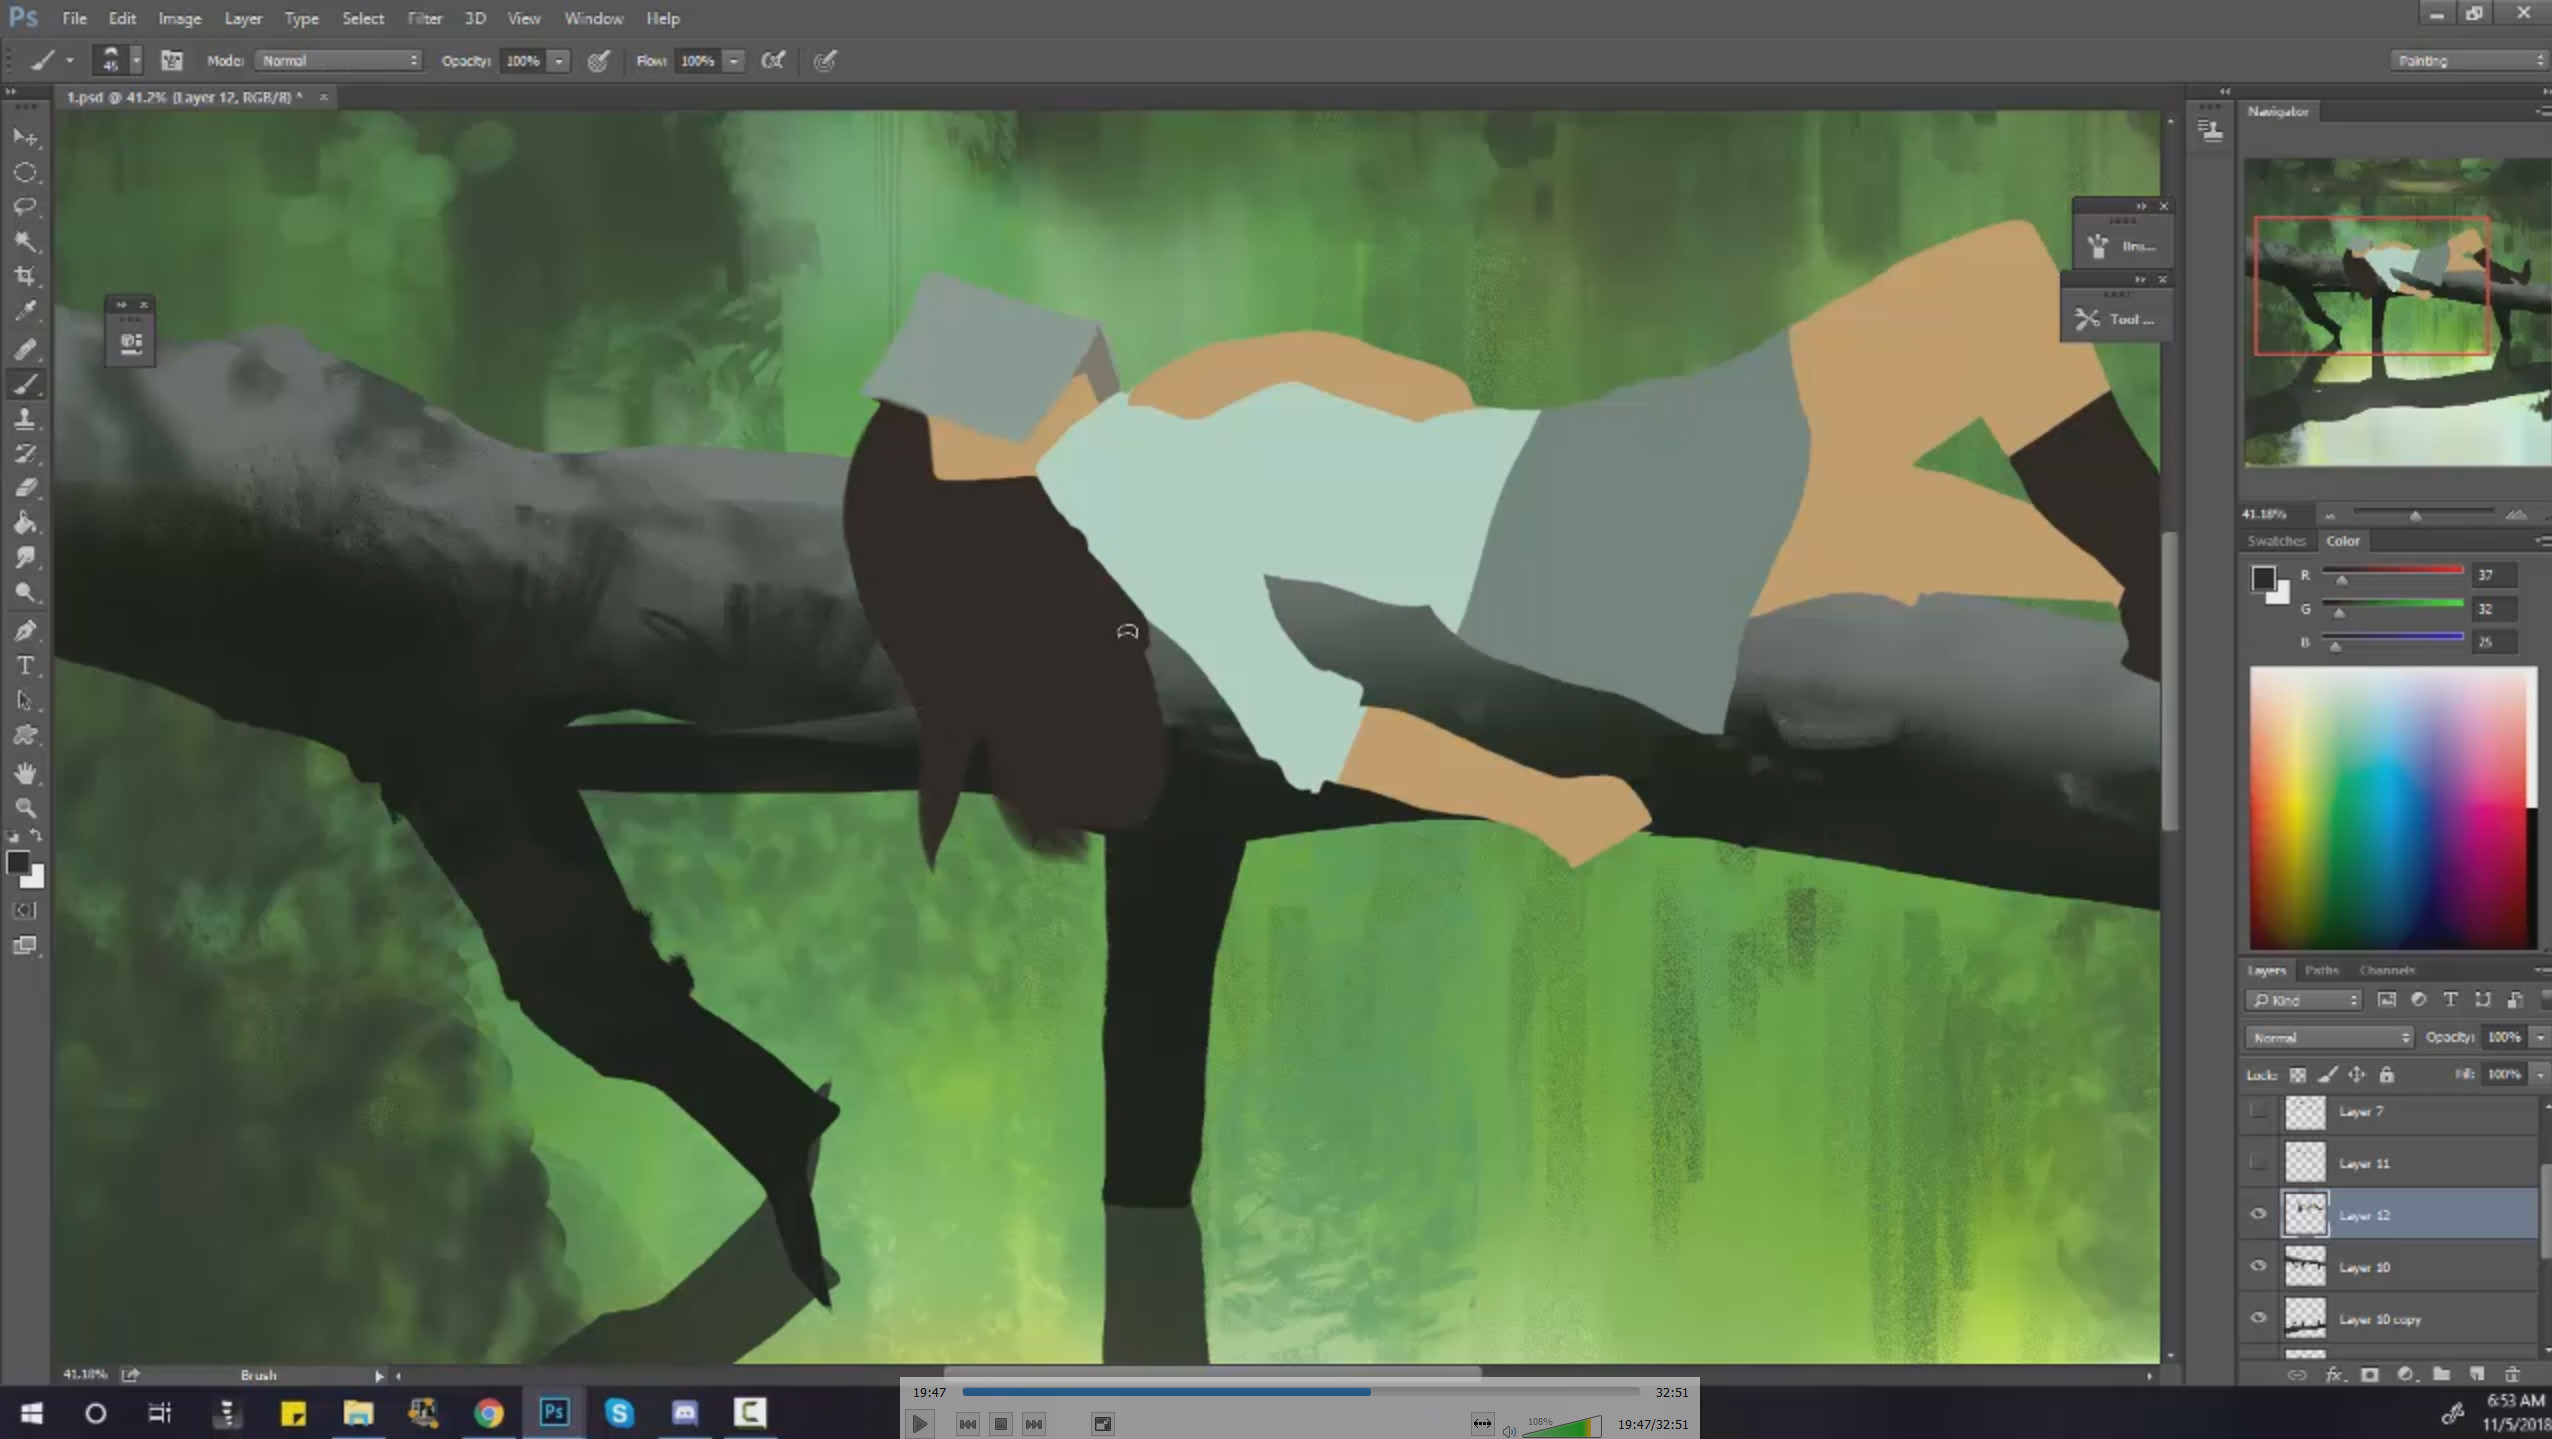 Ps File Edit Image Layer Type Select Filter 3D View Window Help
45 Mode: Normal Opacity: 100% Flow: 100% Painting
1.psd @ 41.2% (Layer 12, RGB/8) * ×
Navigator
Bru...
Tool ...
41.18%
Swatches Color
R 37
G 32
B 25
Layers Paths Channels
Kind
Normal Opacity: 100%
Lock: Fill: 100%
Layer 7
Layer 11
Layer 12
Layer 10
Layer 10 copy
41.18% Brush
fx
19:47 32:51
108%
19:47/32:51
Ps
6:53 AM
11/5/2018